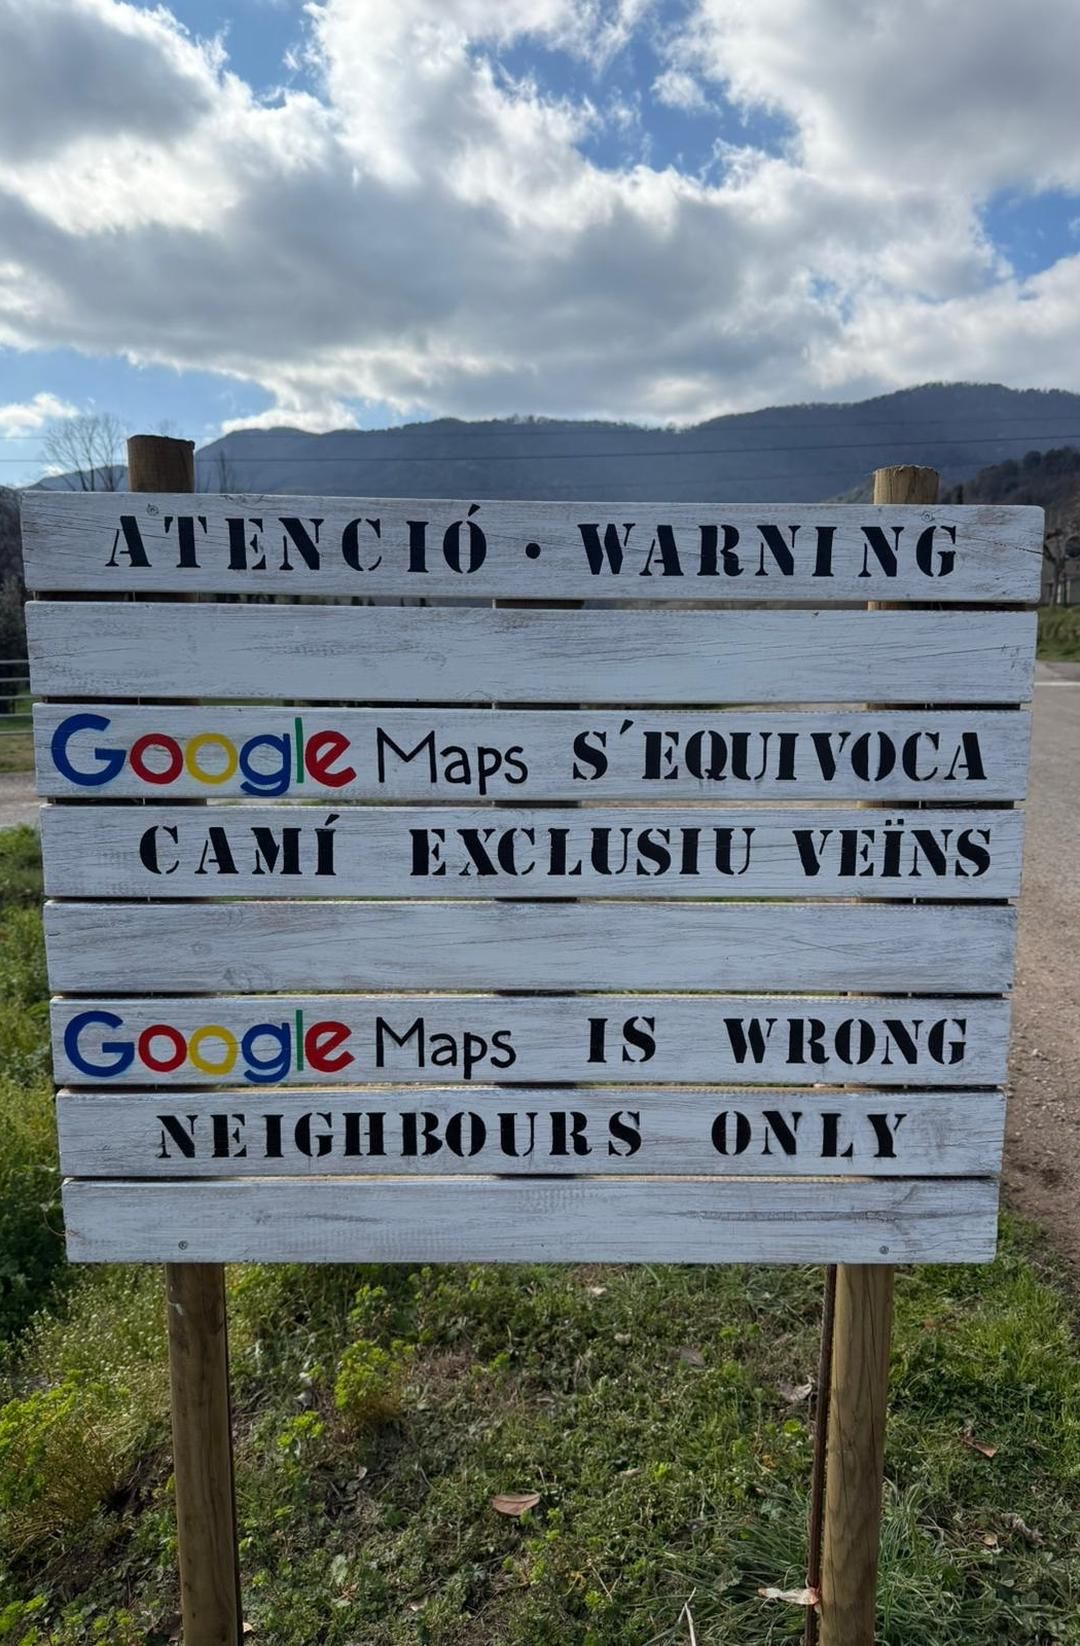 ATENCIÓ · WARNING
Google Maps S´EQUIVOCA
CAMÍ EXCLUSIU VEÏNS
Google Maps IS WRONG
NEIGHBOURS ONLY